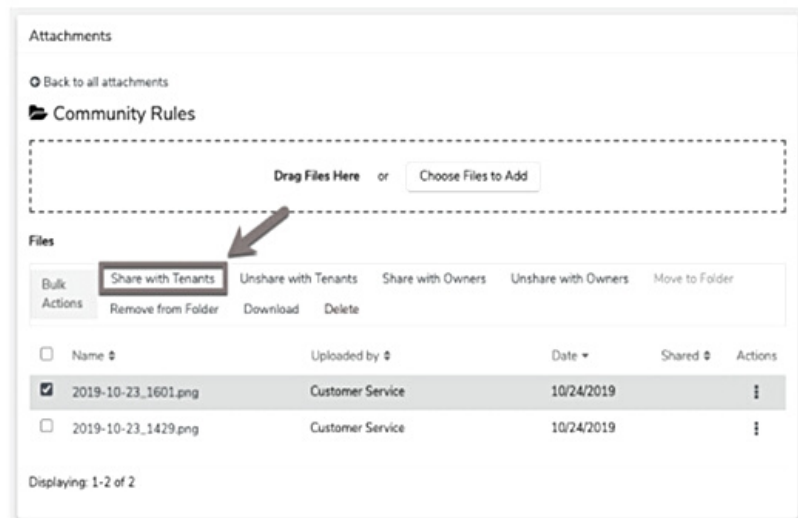 Attachments
Back to all attachments
Community Rules
Drag Files Here or Choose Files to Add
Files
Bulk Actions
Share with Tenants Unshare with Tenants Share with Owners Unshare with Owners Move to Folder
Remove from Folder Download Delete
Name Uploaded by Date Shared Actions
2019-10-23_1601.png Customer Service 10/24/2019
2019-10-23_1429.png Customer Service 10/24/2019
Displaying: 1-2 of 2